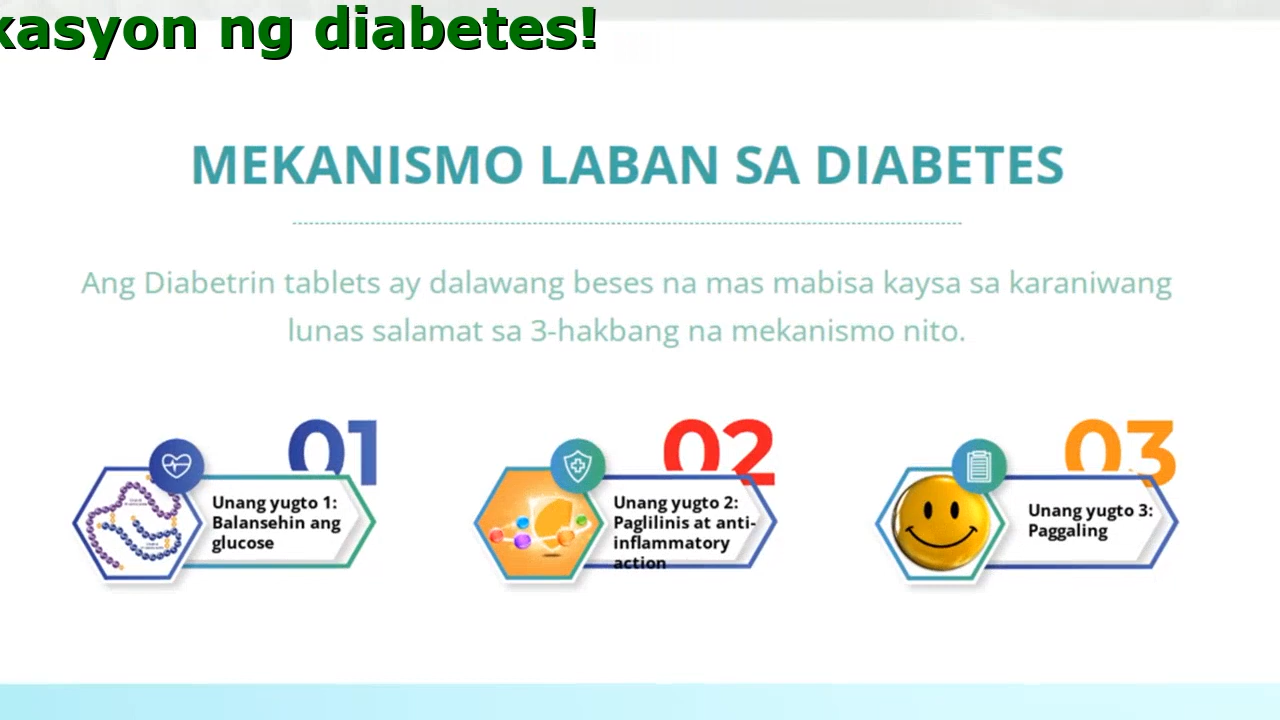 kasyon ng diabetes!
MEKANISMO LABAN SA DIABETES
Ang Diabetrin tablets ay dalawang beses na mas mabisa kaysa sa karaniwang
lunas salamat sa 3-hakbang na mekanismo nito.
01
Unang yugto 1:
Balansehin ang
glucose
02
Unang yugto 2:
Paglilinis at anti-
inflammatory
action
03
Unang yugto 3:
Paggaling